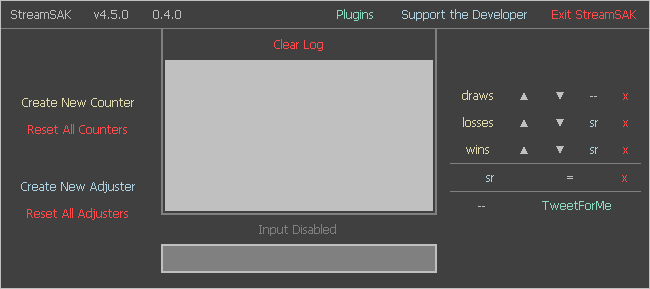 StreamSAK v4.5.0 0.4.0 Plugins Support the Developer Exit StreamSAK
Clear Log
Create New Counter
Reset All Counters
Create New Adjuster
Reset All Adjusters
Input Disabled
draws ▲ ▼ -- x
losses ▲ ▼ sr x
wins ▲ ▼ sr x
sr = x
-- TweetForMe